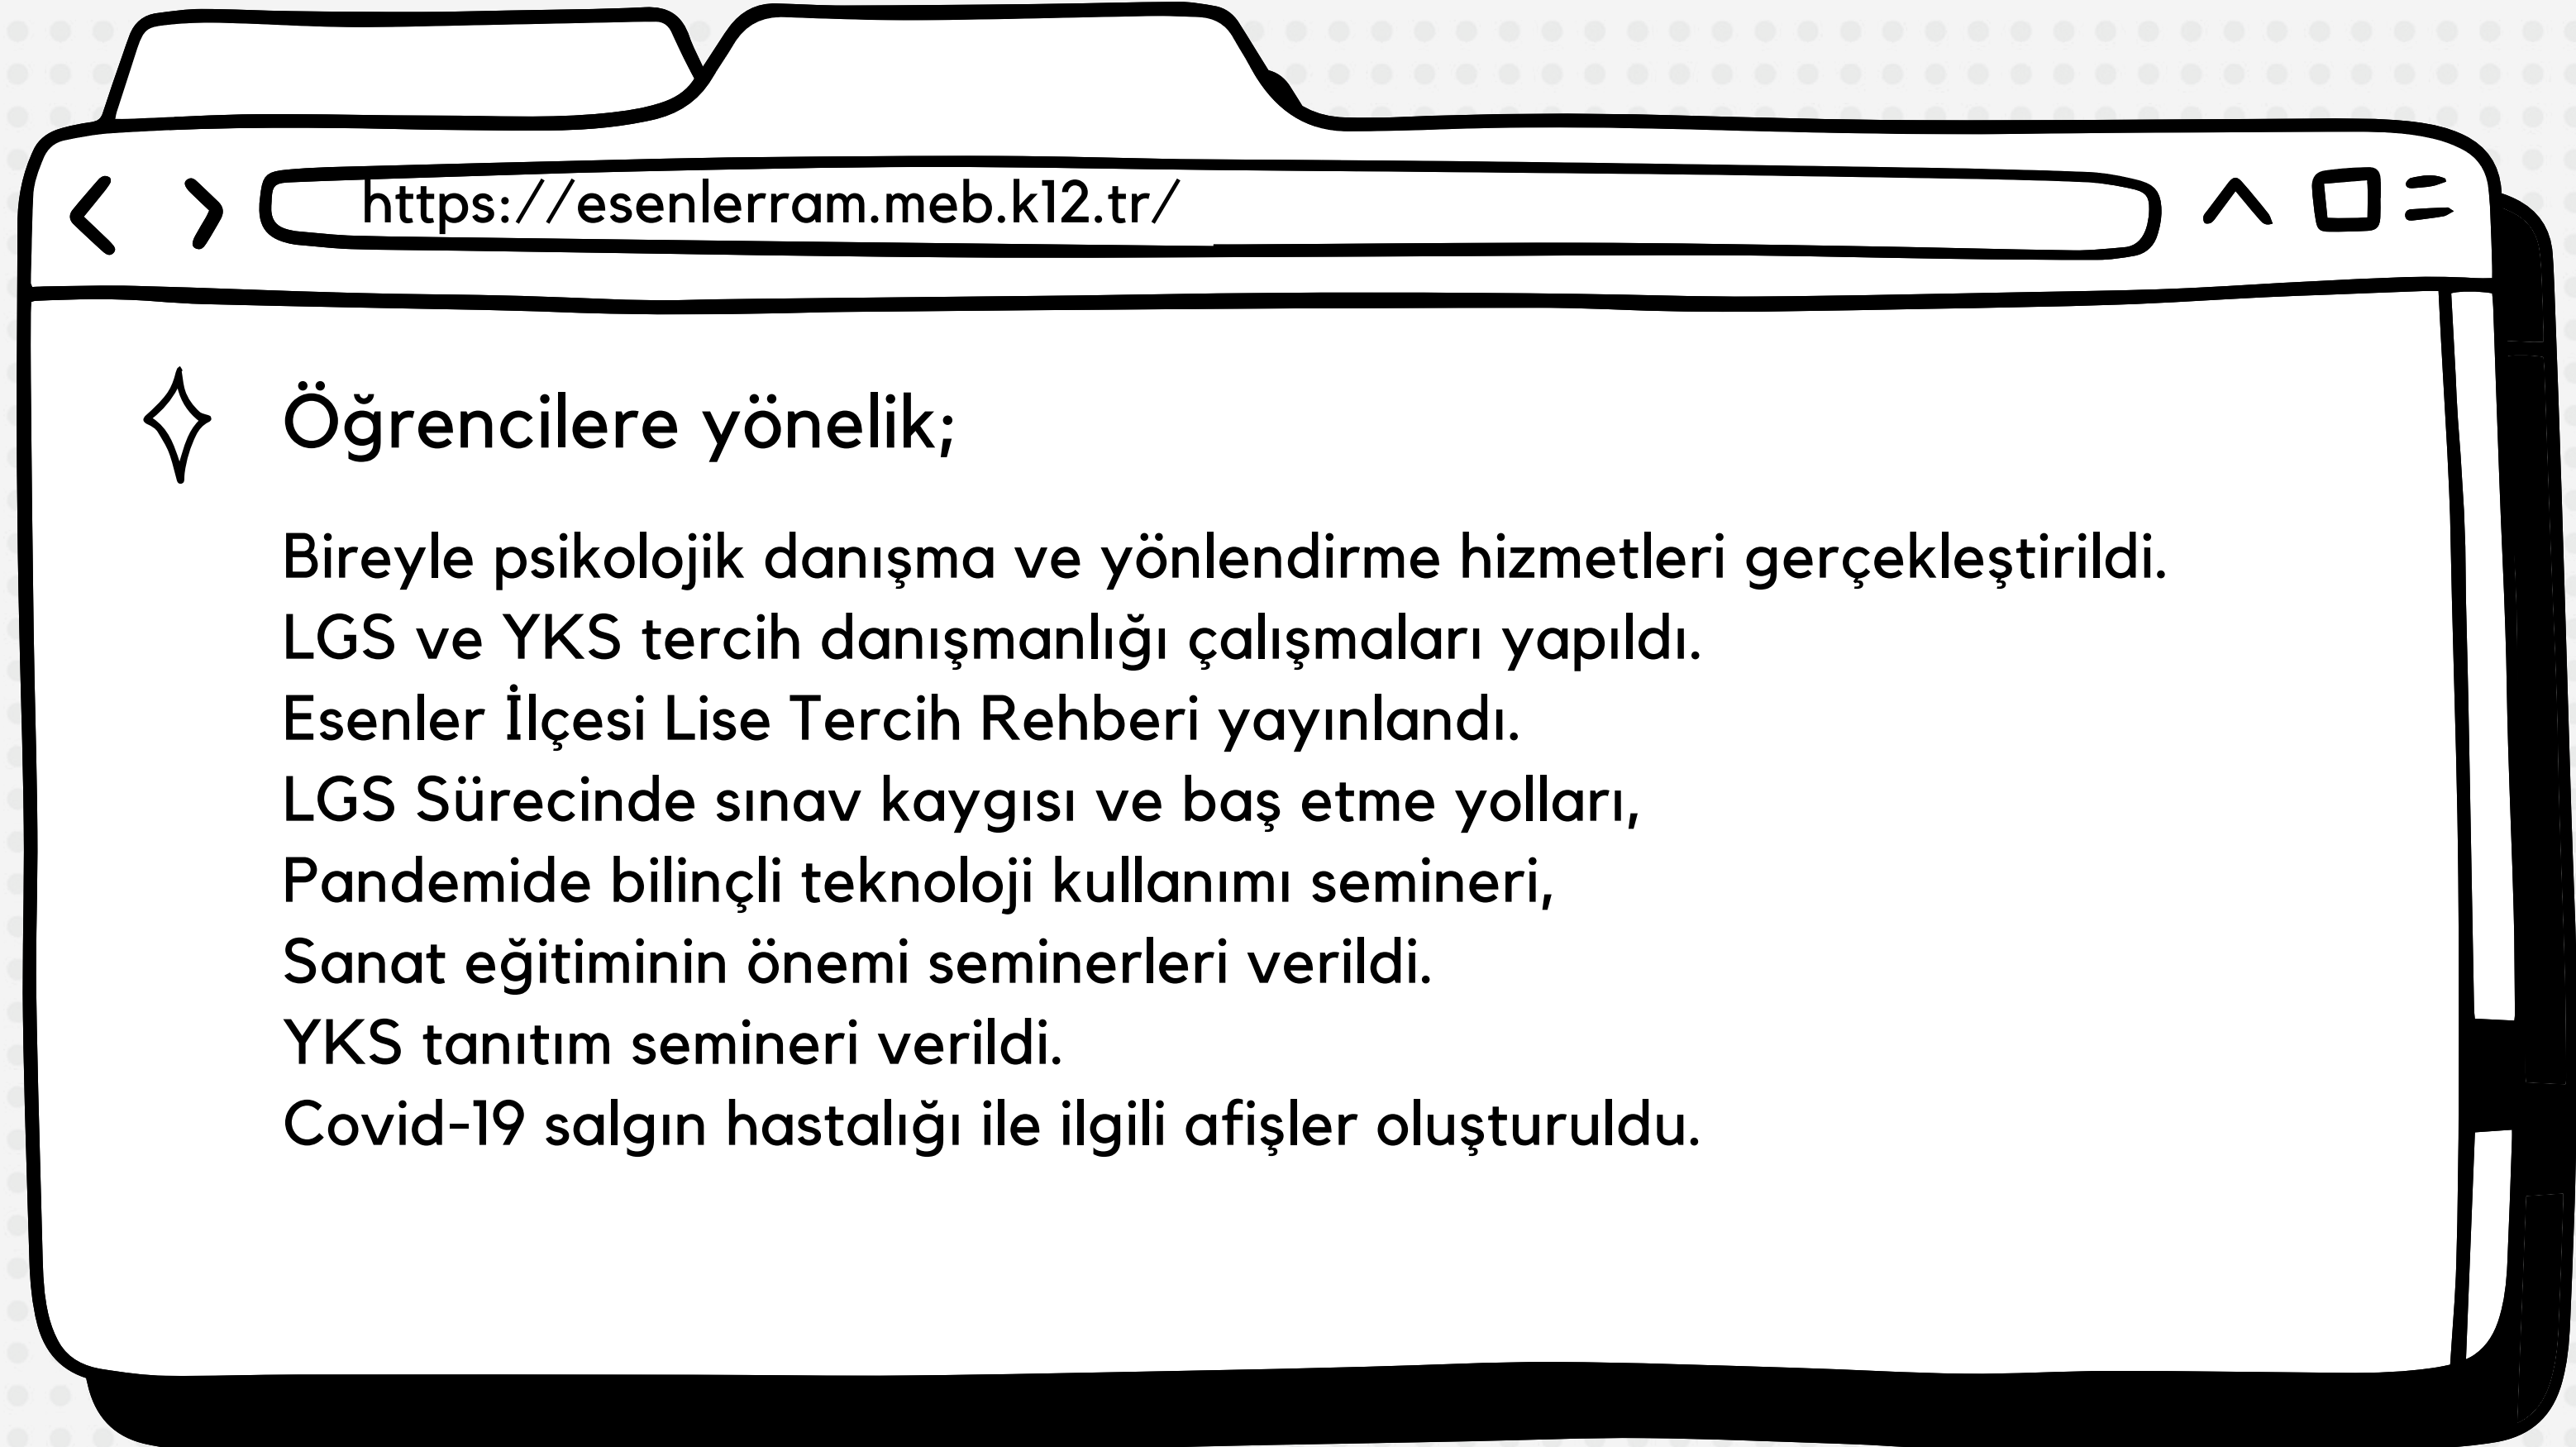 https://esenlerram.meb.k12.tr/
Öğrencilere yönelik;
Bireyle psikolojik danışma ve yönlendirme hizmetleri gerçekleştirildi.
LGS ve YKS tercih danışmanlığı çalışmaları yapıldı.
Esenler İlçesi Lise Tercih Rehberi yayınlandı.
LGS Sürecinde sınav kaygısı ve baş etme yolları,
Pandemide bilinçli teknoloji kullanımı semineri,
Sanat eğitiminin önemi seminerleri verildi.
YKS tanıtım semineri verildi.
Covid-19 salgın hastalığı ile ilgili afişler oluşturuldu.